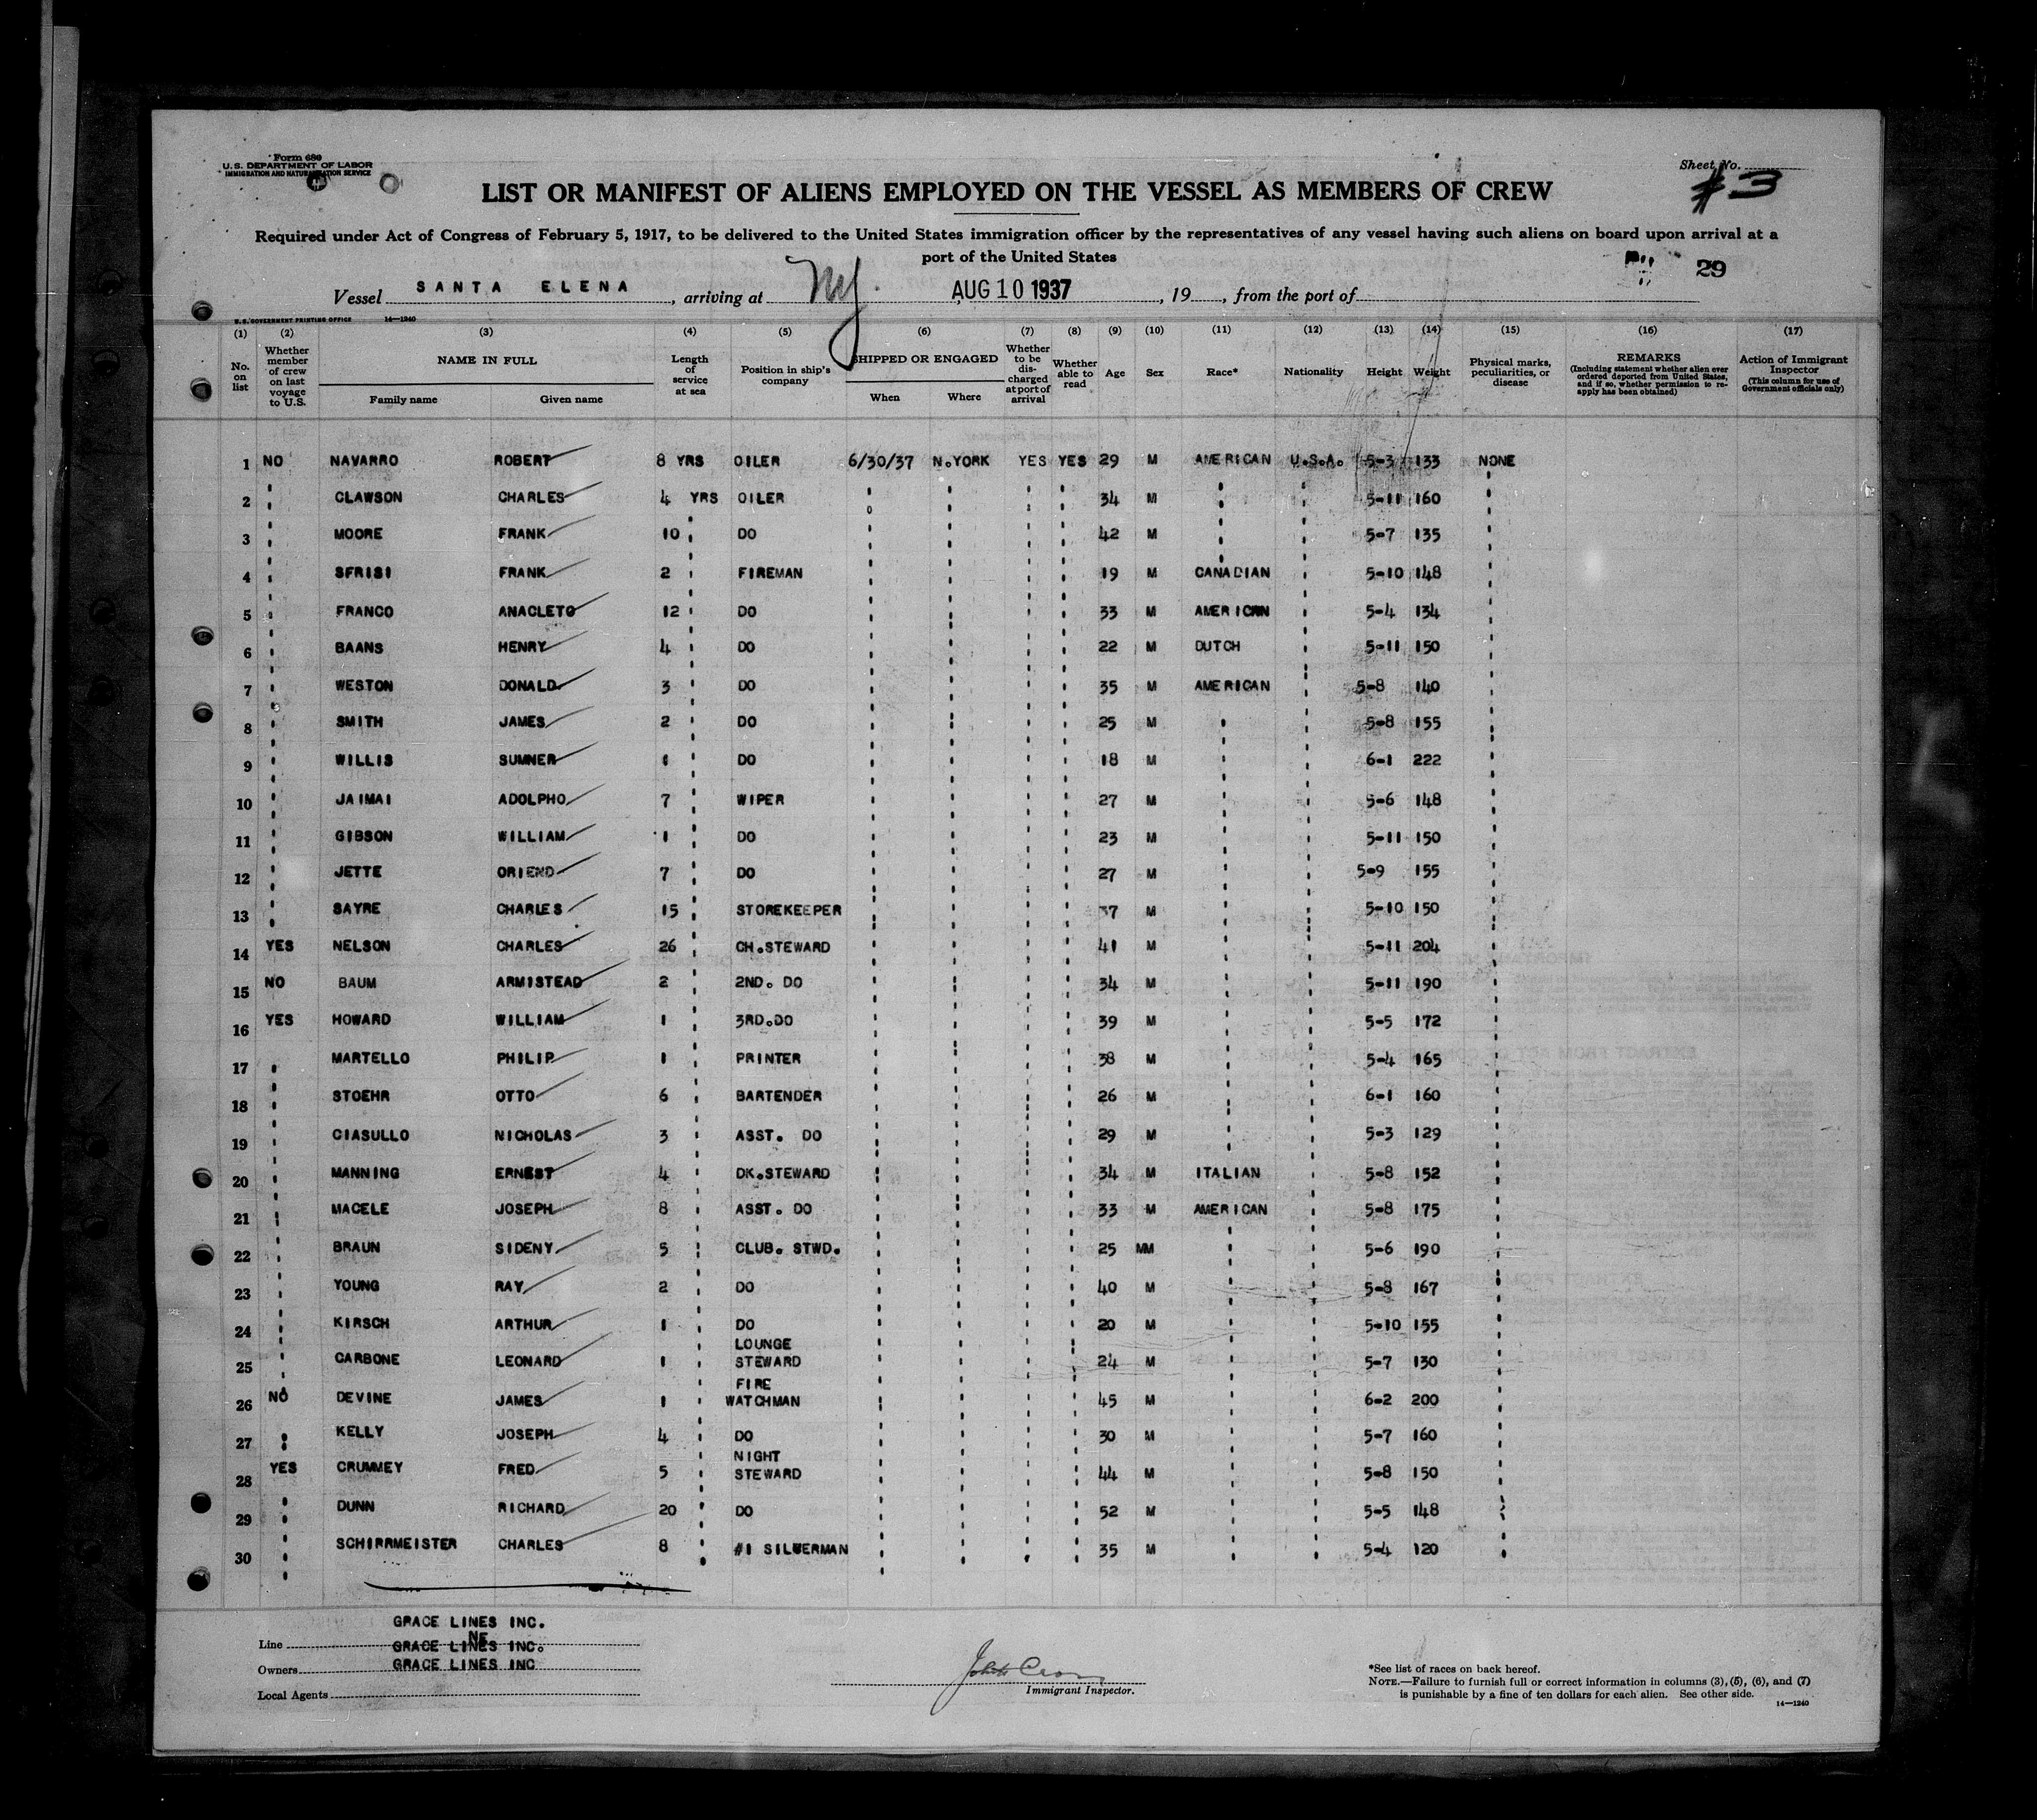 Form 680
U.S. DEPARTMENT OF LABOR
IMMIGRATION AND NATURALIZATION SERVICE
Sheet No.
#3
LIST OR MANIFEST OF ALIENS EMPLOYED ON THE VESSEL AS MEMBERS OF CREW
Required under Act of Congress of February 5, 1917, to be delivered to the United States immigration officer by the representatives of any vessel having such aliens on board upon arrival at a
port of the United States
29
Vessel SANTA ELENA, arriving at NY. AUG 10 1937, 19, from the port of
U.S. GOVERNMENT PRINTING OFFICE 14—1240
(1) (2) (3) (4) (5) (6) (7) (8) (9) (10) (11) (12) (13) (14) (15) (16) (17)
No. on list
Whether member of crew on last voyage to U.S.
NAME IN FULL
Family name Given name
Length of service at sea
Position in ship's company
SHIPPED OR ENGAGED
When Where
Whether to be discharged at port of arrival
Whether able to read
Age
Sex
Race*
Nationality
Height
Weight
Physical marks, peculiarities, or disease
REMARKS
(Including statement whether alien ever ordered deported from United States, and if so, whether permission to reapply has been obtained)
Action of Immigrant Inspector
(This column for use of Government officials only)
1 NO NAVARRO ROBERT 8 YRS OILER 6/30/37 N.YORK YES YES 29 M AMERICAN U.S.A. 5-3 133 NONE
2 " CLAWSON CHARLES 4 YRS OILER " " " " 34 M " " 5-11 160 "
3 " MOORE FRANK 10 " DO " " " " 42 M " " 5-7 135 "
4 " SFRISI FRANK 2 " FIREMAN " " " " 19 M CANADIAN " 5-10 148 "
5 " FRANCO ANACLETO 12 " DO " " " " 33 M AMERICAN " 5-4 134 "
6 " BAANS HENRY 4 " DO " " " " 22 M DUTCH " 5-11 150 "
7 " WESTON DONALD 3 " DO " " " " 35 M AMERICAN " 5-8 140 "
8 " SMITH JAMES 2 " DO " " " " 25 M " " 5-8 155 "
9 " WILLIS SUMNER 1 " DO " " " " 18 M " " 6-1 222 "
10 " JAIMAI ADOLPHO 7 " WIPER " " " " 27 M " " 5-6 148 "
11 " GIBSON WILLIAM 1 " DO " " " " 23 M " " 5-11 150 "
12 " JETTE ORIEND 7 " DO " " " " 27 M " " 5-9 155 "
13 " SAYRE CHARLES 15 " STOREKEEPER " " " " 37 M " " 5-10 150 "
14 YES NELSON CHARLES 26 " CH.STEWARD " " " " 41 M " " 5-11 204 "
15 NO BAUM ARMISTEAD 2 " 2ND. DO " " " " 34 M " " 5-11 190 "
16 YES HOWARD WILLIAM 1 " 3RD.DO " " " " 39 M " " 5-5 172 "
17 " MARTELLO PHILIP 1 " PRINTER " " " " 38 M " " 5-4 165 "
18 " STOEHR OTTO 6 " BARTENDER " " " " 26 M " " 6-1 160 "
19 " CIASULLO NICHOLAS 3 " ASST. DO " " " " 29 M " " 5-3 129 "
20 " MANNING ERNEST 4 " DK.STEWARD " " " " 34 M ITALIAN " 5-8 152 "
21 " MACELE JOSEPH 8 " ASST. DO " " " " 33 M AMERICAN " 5-8 175 "
22 " BRAUN SIDENY 5 " CLUB. STWD. " " " " 25 MM " " 5-6 190 "
23 " YOUNG RAY 2 " DO " " " " 40 M " " 5-8 167 "
24 " KIRSCH ARTHUR 1 " DO " " " " 20 M " " 5-10 155 "
25 " CARBONE LEONARD 1 " LOUNGE STEWARD " " " " 24 M " " 5-7 130 "
26 NO DEVINE JAMES 1 " FIRE WATCHMAN " " " " 45 M " " 6-2 200 "
27 " KELLY JOSEPH 4 " DO " " " " 30 M " " 5-7 160 "
28 YES CRUMMEY FRED 5 " NIGHT STEWARD " " " " 44 M " " 5-8 150 "
29 " DUNN RICHARD 20 " DO " " " " 52 M " " 5-5 148 "
30 " SCHIRRMEISTER CHARLES 8 " #1 SILVERMAN " " " " 35 M " " 5-4 120 "
GRACE LINES INC.
Line GRACE LINES INC.
Owners GRACE LINES INC
Local Agents
John
Immigrant Inspector.
*See list of races on back hereof.
NOTE.—Failure to furnish full or correct information in columns (3), (5), (6), and (7)
is punishable by a fine of ten dollars for each alien. See other side.
14—1240